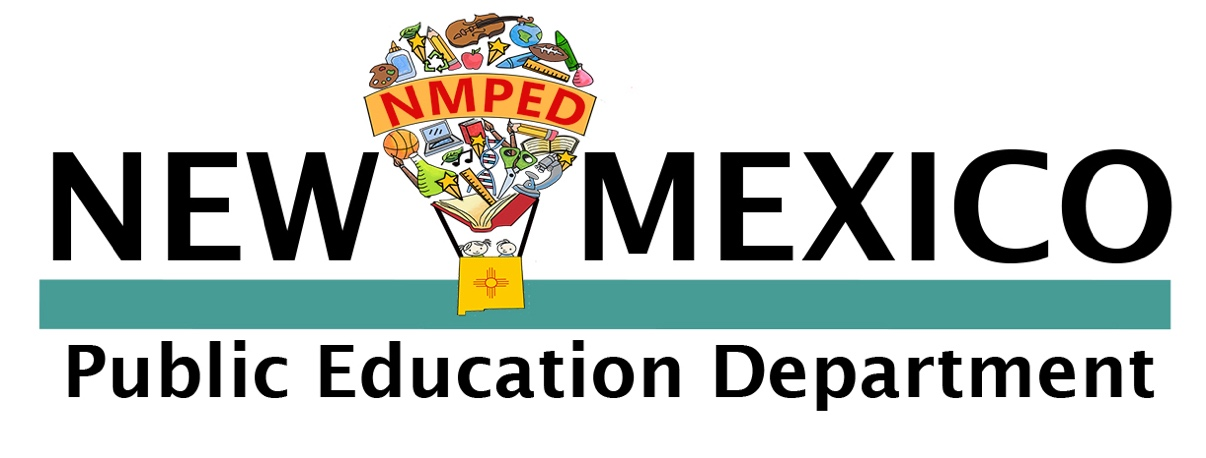 NMPED
NEW MEXICO
Public Education Department